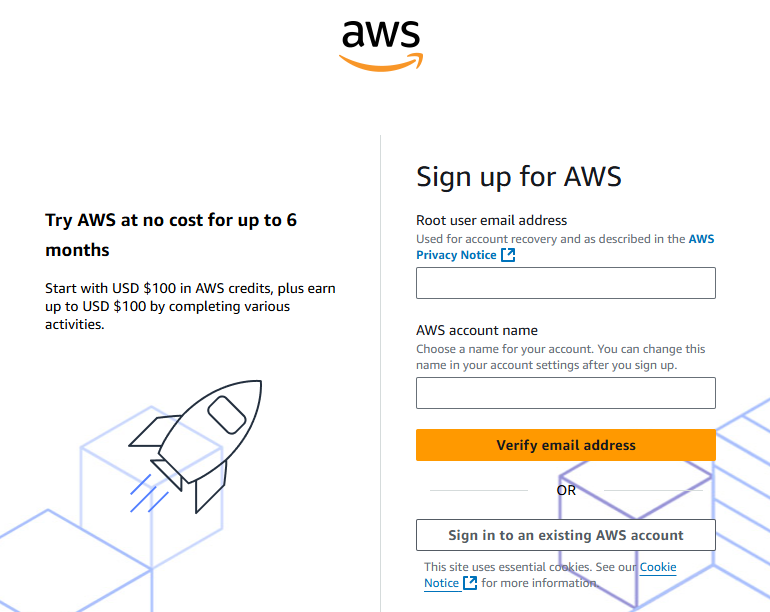 aws
Try AWS at no cost for up to 6
months
Start with USD $100 in AWS credits, plus earn
up to USD $100 by completing various
activities.
Sign up for AWS
Root user email address
Used for account recovery and as described in the AWS
Privacy Notice
AWS account name
Choose a name for your account. You can change this
name in your account settings after you sign up.
Verify email address
OR
Sign in to an existing AWS account
This site uses essential cookies. See our Cookie
Notice for more information.